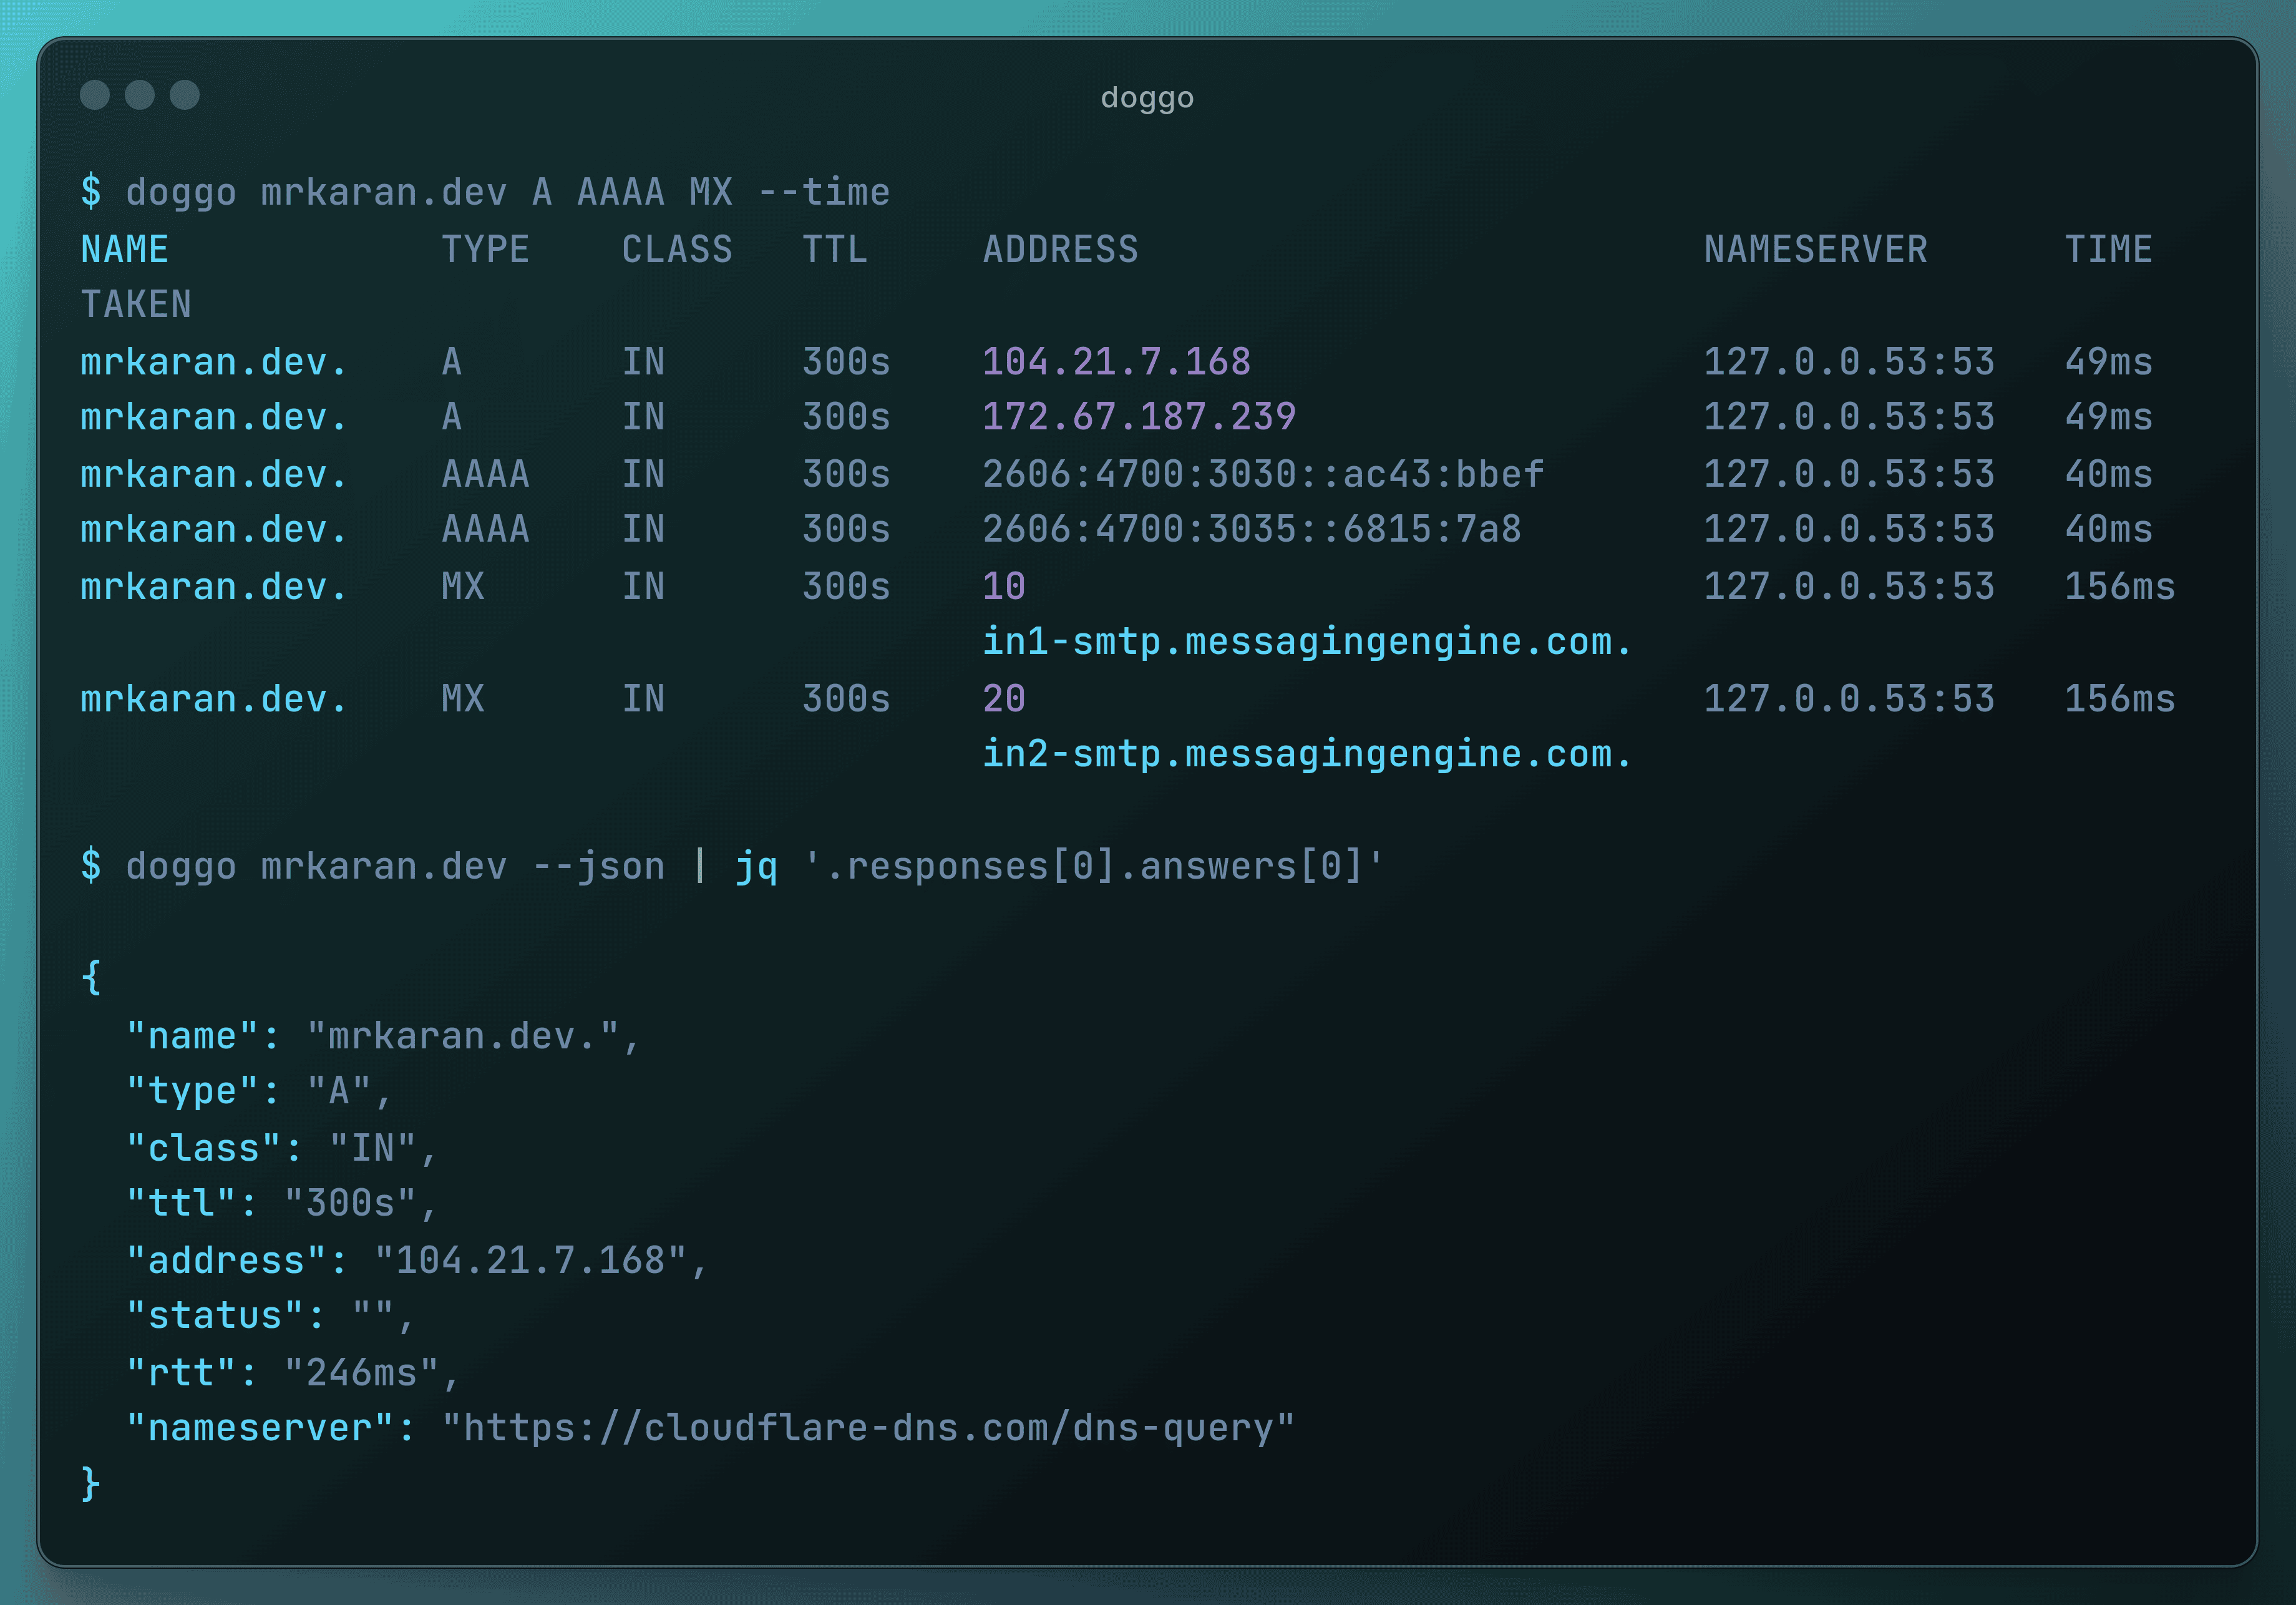 doggo
$ doggo mrkaran.dev A AAAA MX --time
NAME            TYPE    CLASS   TTL     ADDRESS                         NAMESERVER      TIME
TAKEN
mrkaran.dev.    A       IN      300s    104.21.7.168                    127.0.0.53:53   49ms
mrkaran.dev.    A       IN      300s    172.67.187.239                  127.0.0.53:53   49ms
mrkaran.dev.    AAAA    IN      300s    2606:4700:3030::ac43:bbef       127.0.0.53:53   40ms
mrkaran.dev.    AAAA    IN      300s    2606:4700:3035::6815:7a8        127.0.0.53:53   40ms
mrkaran.dev.    MX      IN      300s    10                              127.0.0.53:53   156ms
                                        in1-smtp.messagingengine.com.
mrkaran.dev.    MX      IN      300s    20                              127.0.0.53:53   156ms
                                        in2-smtp.messagingengine.com.
$ doggo mrkaran.dev --json | jq '.responses[0].answers[0]'
{
  "name": "mrkaran.dev.",
  "type": "A",
  "class": "IN",
  "ttl": "300s",
  "address": "104.21.7.168",
  "status": "",
  "rtt": "246ms",
  "nameserver": "https://cloudflare-dns.com/dns-query"
}